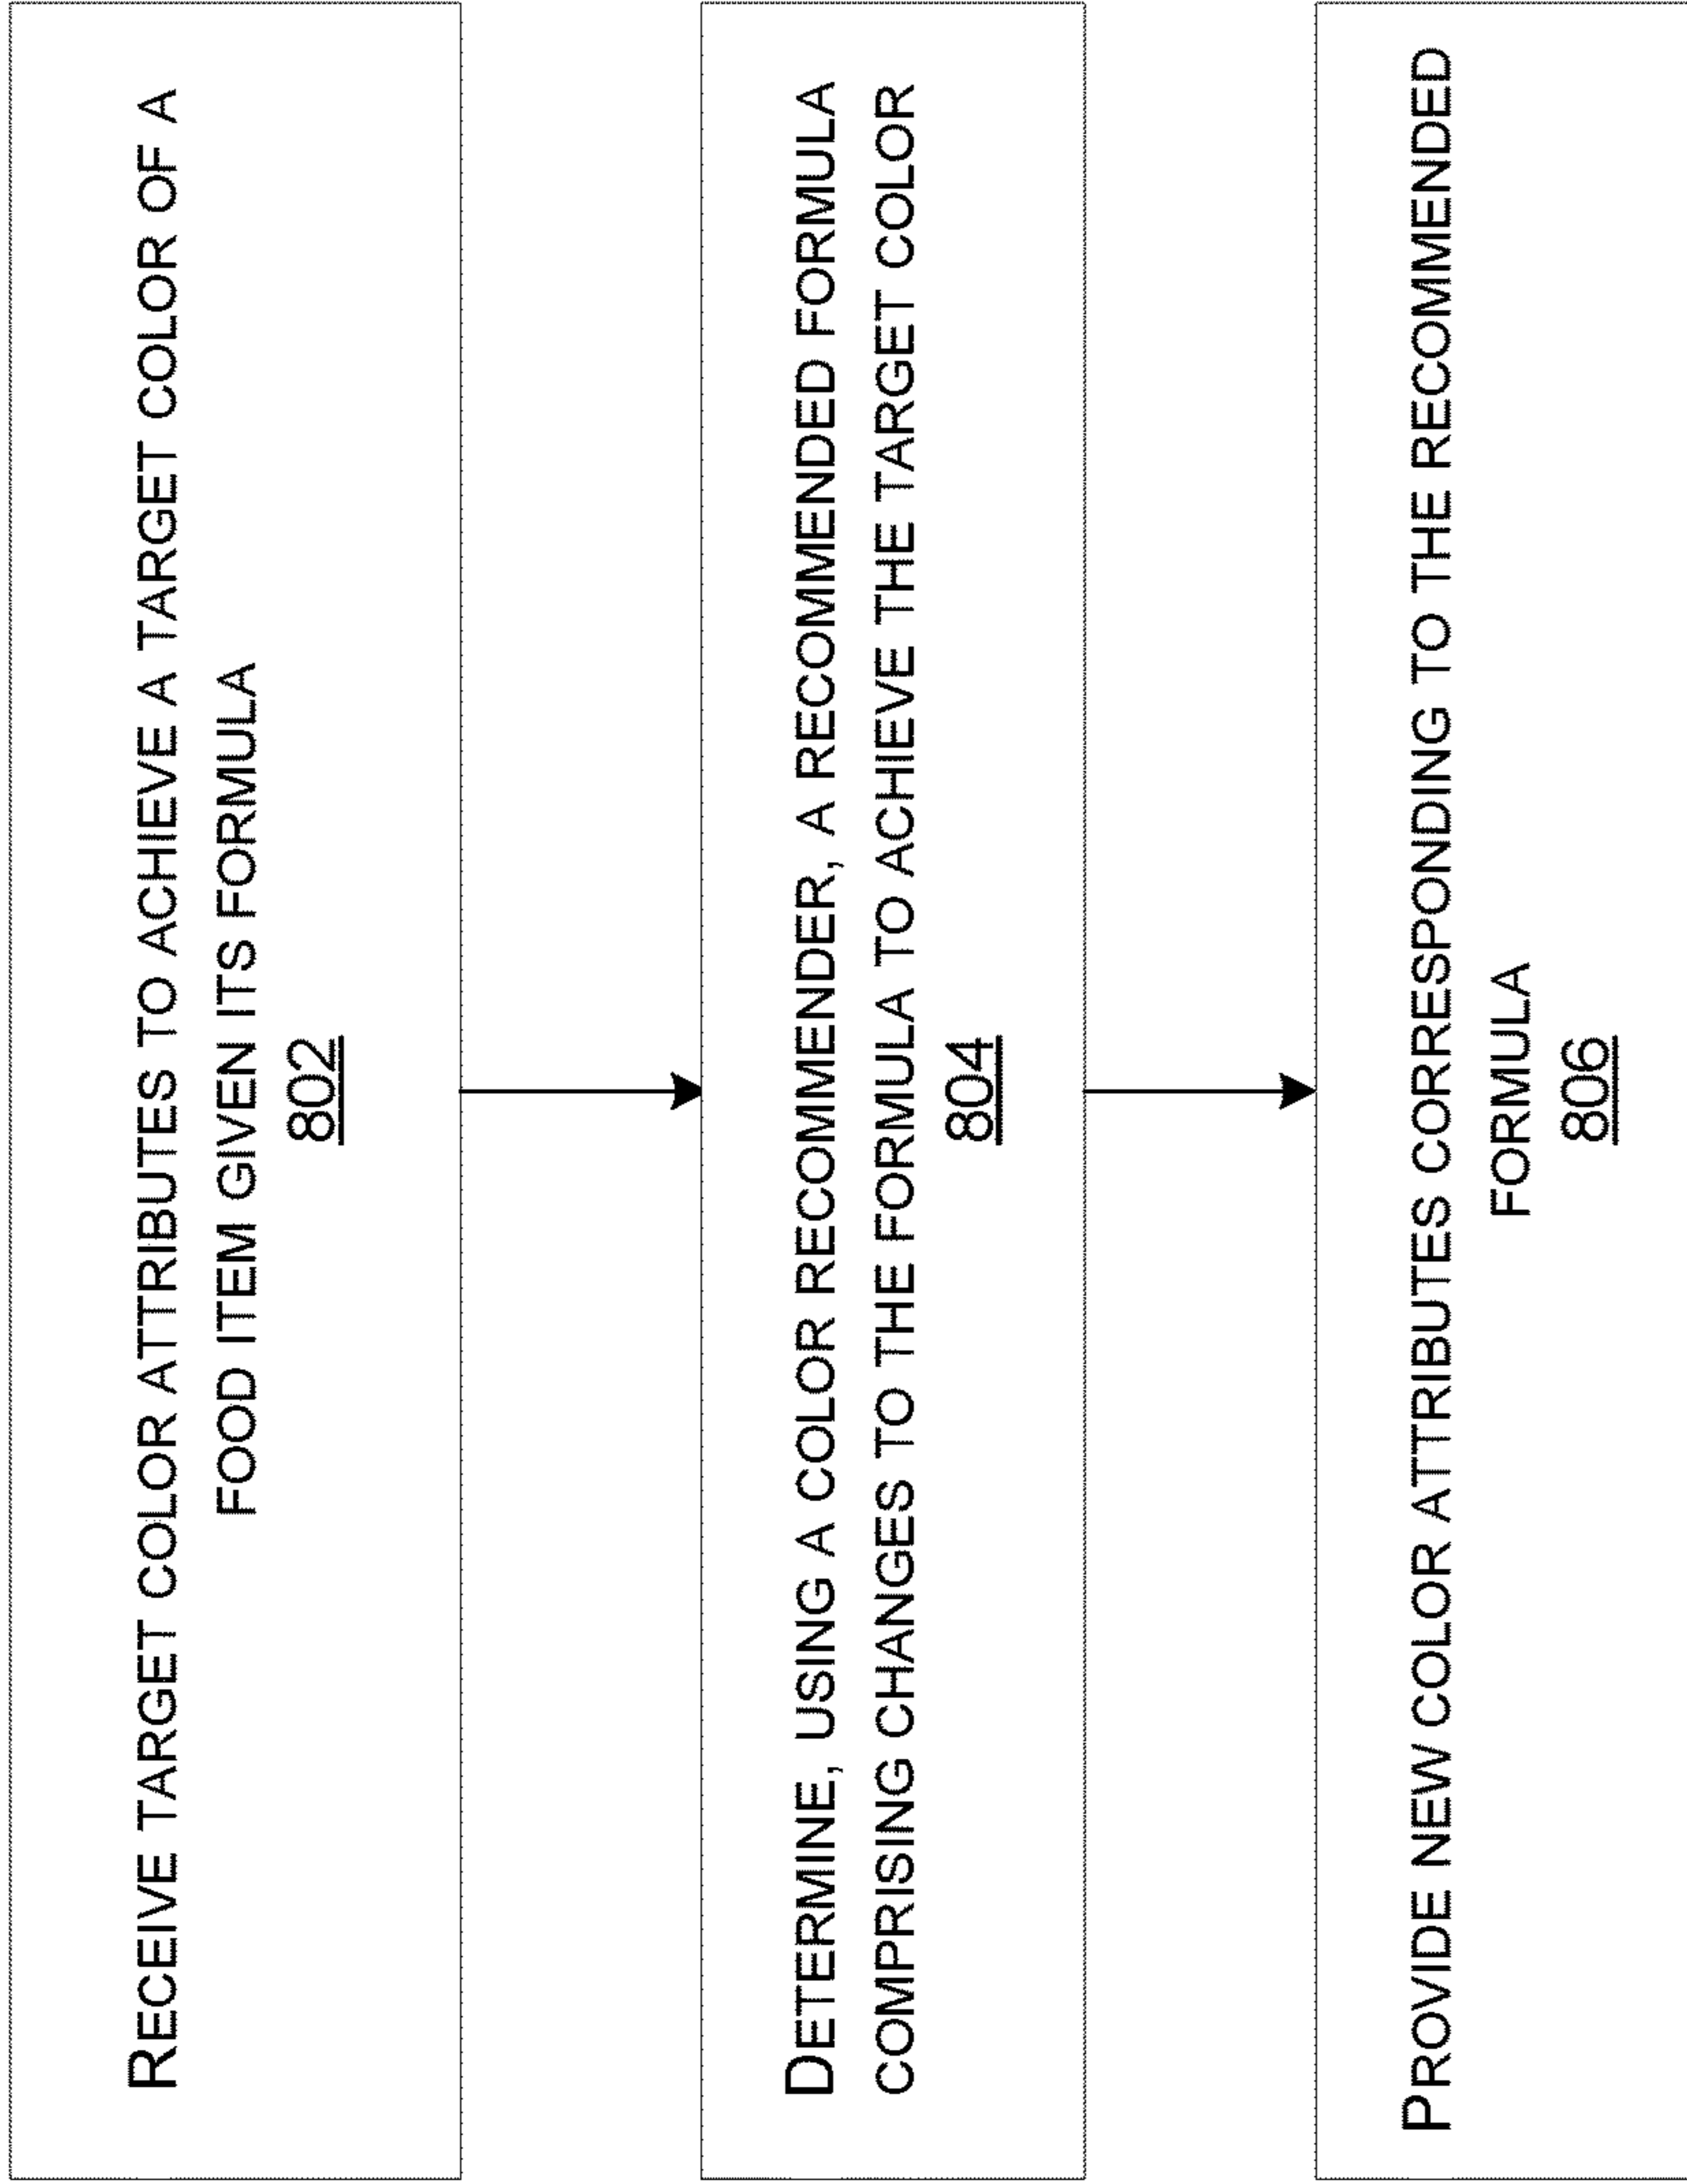 RECEIVE TARGET COLOR ATTRIBUTES TO ACHIEVE A TARGET COLOR OF A
FOOD ITEM GIVEN ITS FORMULA
802
DETERMINE, USING A COLOR RECOMMENDER, A RECOMMENDED FORMULA
COMPRISING CHANGES TO THE FORMULA TO ACHIEVE THE TARGET COLOR
804
PROVIDE NEW COLOR ATTRIBUTES CORRESPONDING TO THE RECOMMENDED
FORMULA
806